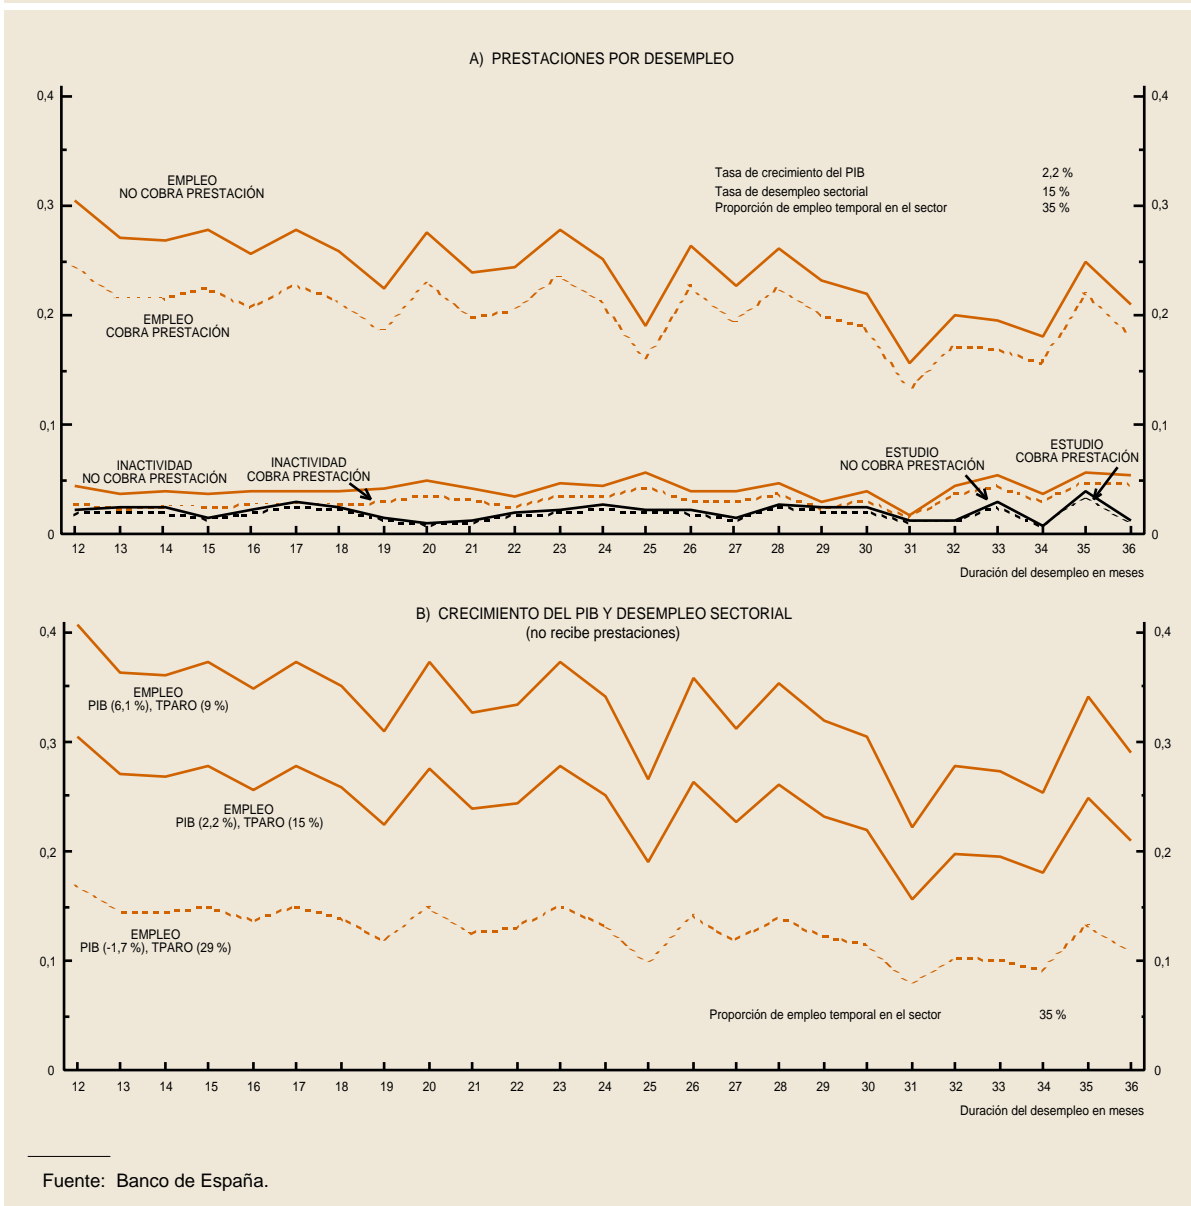 A) PRESTACIONES POR DESEMPLEO
0,4
0,4
EMPLEO
NO COBRA PRESTACIÓN
Tasa de crecimiento del PIB 2,2 %
Tasa de desempleo sectorial 15 %
Proporción de empleo temporal en el sector 35 %
0,3
0,3
EMPLEO
COBRA PRESTACIÓN
0,2
0,2
0,1
0,1
INACTIVIDAD
NO COBRA PRESTACIÓN
INACTIVIDAD
COBRA PRESTACIÓN
ESTUDIO
NO COBRA PRESTACIÓN
ESTUDIO
COBRA PRESTACIÓN
0
0
12 13 14 15 16 17 18 19 20 21 22 23 24 25 26 27 28 29 30 31 32 33 34 35 36
Duración del desempleo en meses
B) CRECIMIENTO DEL PIB Y DESEMPLEO SECTORIAL
(no recibe prestaciones)
0,4
0,4
EMPLEO
PIB (6,1 %), TPARO (9 %)
0,3
0,3
EMPLEO
PIB (2,2 %), TPARO (15 %)
0,2
0,2
EMPLEO
PIB (-1,7 %), TPARO (29 %)
0,1
0,1
Proporción de empleo temporal en el sector 35 %
0
0
12 13 14 15 16 17 18 19 20 21 22 23 24 25 26 27 28 29 30 31 32 33 34 35 36
Duración del desempleo en meses
Fuente: Banco de España.